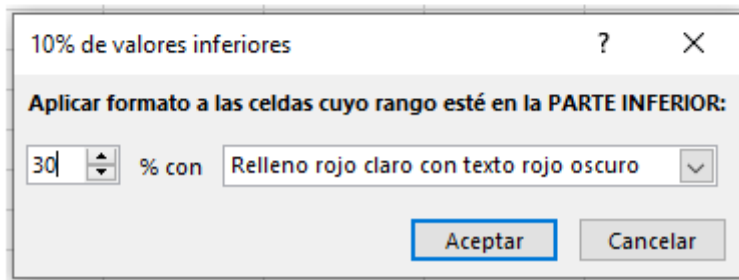 10% de valores inferiores ?
Aplicar formato a las celdas cuyo rango esté en la PARTE INFERIOR:
30 % con Relleno rojo claro con texto rojo oscuro
Aceptar Cancelar